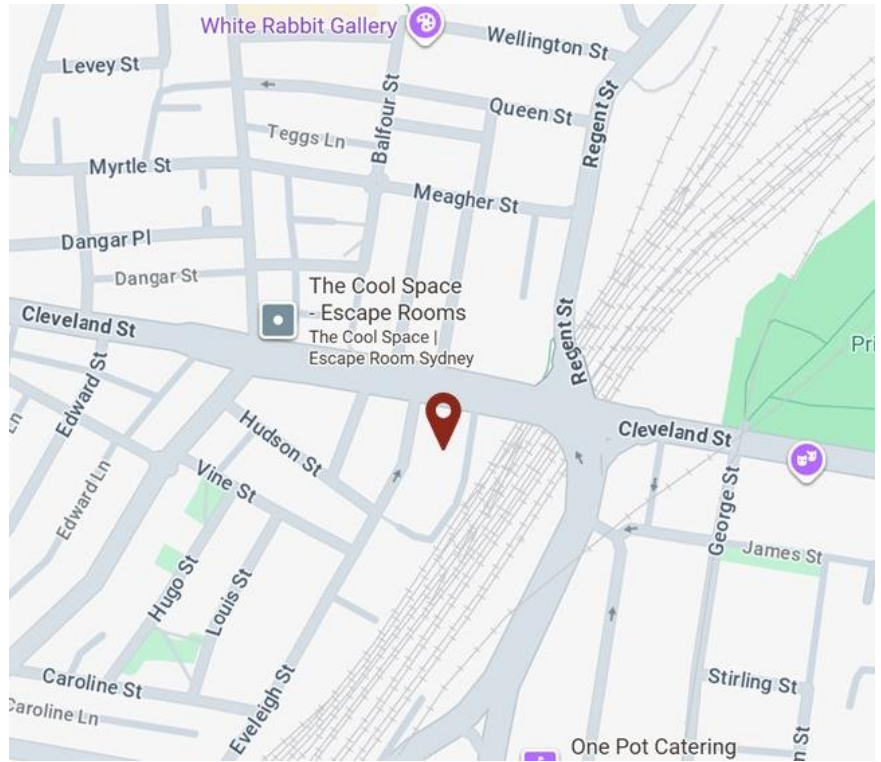 White Rabbit Gallery
Wellington St
Levey St
Balfour St
Queen St
Regent St
Teggs Ln
Myrtle St
Meagher St
Dangar Pl
Dangar St
The Cool Space
- Escape Rooms
The Cool Space |
Escape Room Sydney
Cleveland St
Regent St
Pri
Edward St
Cleveland St
Ln
Hudson St
Vine St
Edward Ln
George St
James St
Hugo St
Louis St
Caroline St
Stirling St
Caroline Ln
Eveleigh St
n St
One Pot Catering